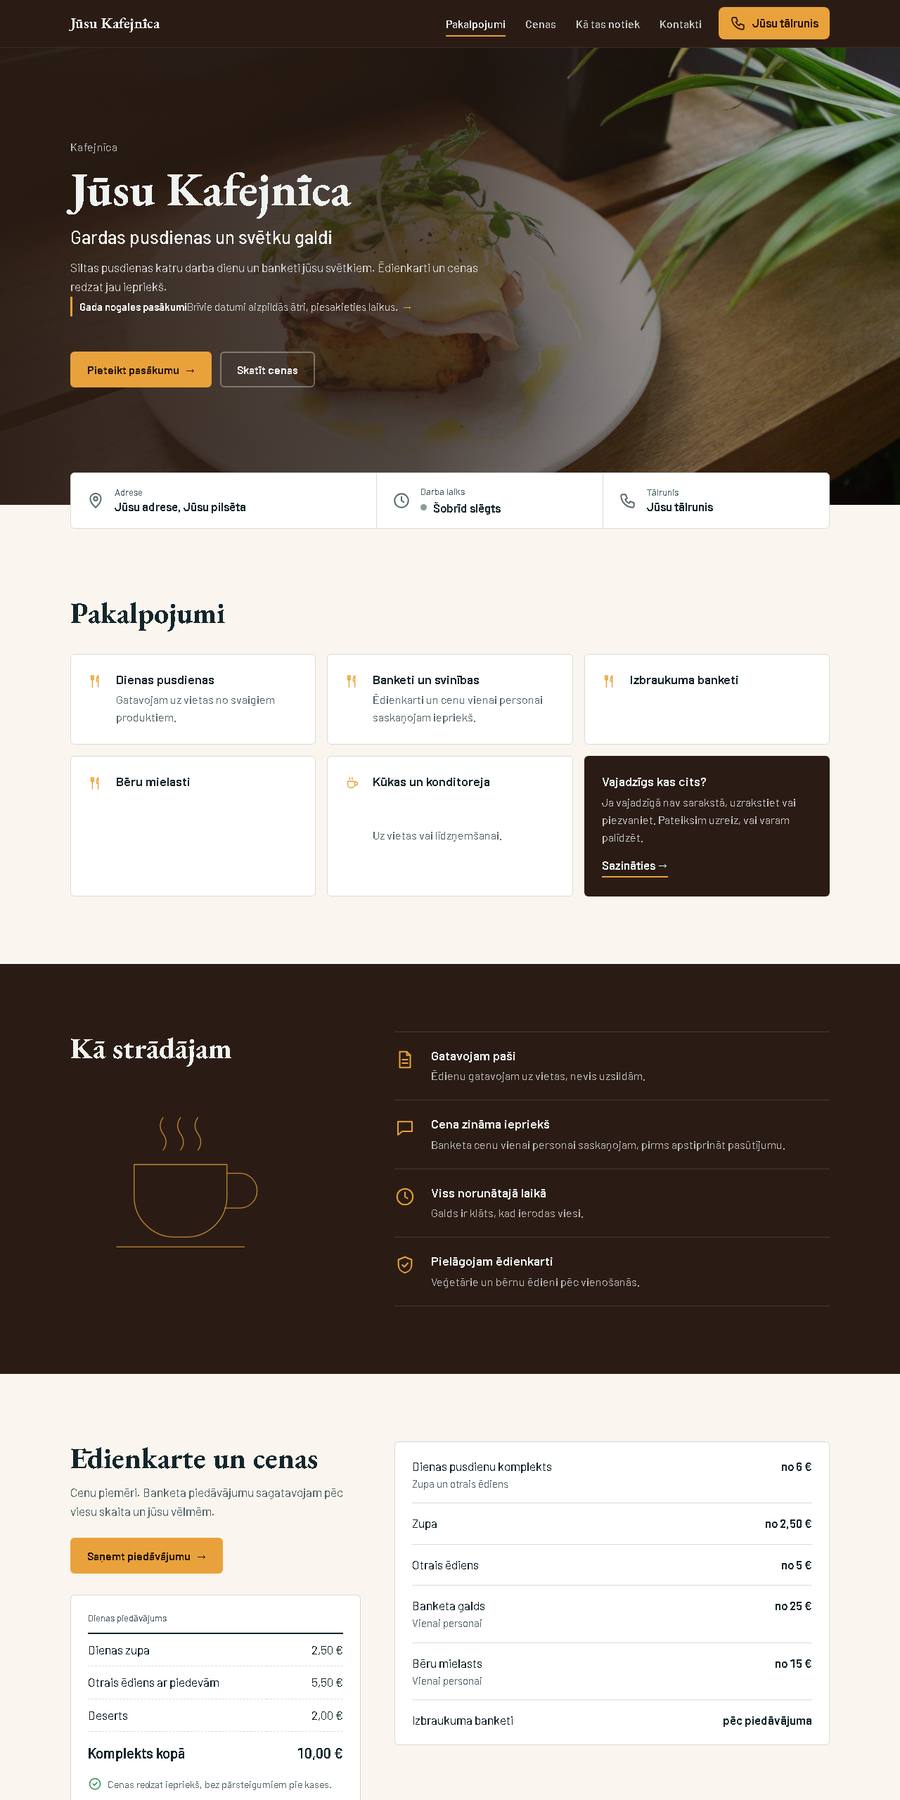 Jūsu Kafejnīca
Pakalpojumi
Cenas
Kā tas notiek
Kontakti
Jūsu tālrunis
Kafejnīca
Jūsu Kafejnīca
Gardas pusdienas un svētku galdi
Siltas pusdienas katru darba dienu un banketi jūsu svētkiem. Ēdienkarti un cenas
redzat jau iepriekš.
Gada nogales pasākumiBrīvie datumi aizpildās ātri, piesakieties laikus. →
Pieteikt pasākumu →
Skatīt cenas
Adrese
Jūsu adrese, Jūsu pilsēta
Darba laiks
Šobrīd slēgts
Tālrunis
Jūsu tālrunis
Pakalpojumi
Dienas pusdienas
Gatavojam uz vietas no svaigiem
produktiem.
Banketi un svinības
Ēdienkarti un cenu vienai personai
saskaņojam iepriekš.
Izbraukuma banketi
Bēru mielasti
Kūkas un konditoreja
Uz vietas vai līdzņemšanai.
Vajadzīgs kas cits?
Ja vajadzīgā nav sarakstā, uzrakstiet vai
piezvaniet. Pateiksim uzreiz, vai varam
palīdzēt.
Sazināties →
Kā strādājam
Gatavojam paši
Ēdienu gatavojam uz vietas, nevis uzsildām.
Cena zināma iepriekš
Banketa cenu vienai personai saskaņojam, pirms apstiprināt pasūtījumu.
Viss norunātajā laikā
Galds ir klāts, kad ierodas viesi.
Pielāgojam ēdienkarti
Veģetārie un bērnu ēdieni pēc vienošanās.
Ēdienkarte un cenas
Cenu piemēri. Banketa piedāvājumu sagatavojam pēc
viesu skaita un jūsu vēlmēm.
Saņemt piedāvājumu →
Dienas piedāvājums
Dienas zupa 2,50 €
Otrais ēdiens ar piedevām 5,50 €
Deserts 2,00 €
Komplekts kopā 10,00 €
Cenas redzat iepriekš, bez pārsteigumiem pie kases.
Dienas pusdienu komplekts no 6 €
Zupa un otrais ēdiens
Zupa no 2,50 €
Otrais ēdiens no 5 €
Banketa galds no 25 €
Vienai personai
Bēru mielasts no 15 €
Vienai personai
Izbraukuma banketi pēc piedāvājuma